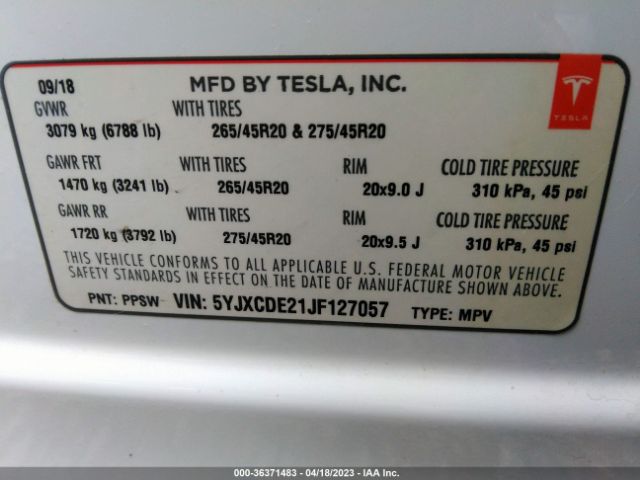 09/18 MFD BY TESLA, INC.
GVWR WITH TIRES
3079 kg (6788 lb) 265/45R20 & 275/45R20
TESLA
GAWR FRT WITH TIRES RIM COLD TIRE PRESSURE
1470 kg (3241 lb) 265/45R20 20x9.0 J 310 kPa, 45 psi
GAWR RR WITH TIRES RIM COLD TIRE PRESSURE
1720 kg (3792 lb) 275/45R20 20x9.5 J 310 kPa, 45 psi
THIS VEHICLE CONFORMS TO ALL APPLICABLE U.S. FEDERAL MOTOR VEHICLE
SAFETY STANDARDS IN EFFECT ON THE DATE OF MANUFACTURE SHOWN ABOVE.
PNT: PPSW VIN: 5YJXCDE21JF127057 TYPE: MPV
000-36371483 - 04/18/2023 - IAA Inc.